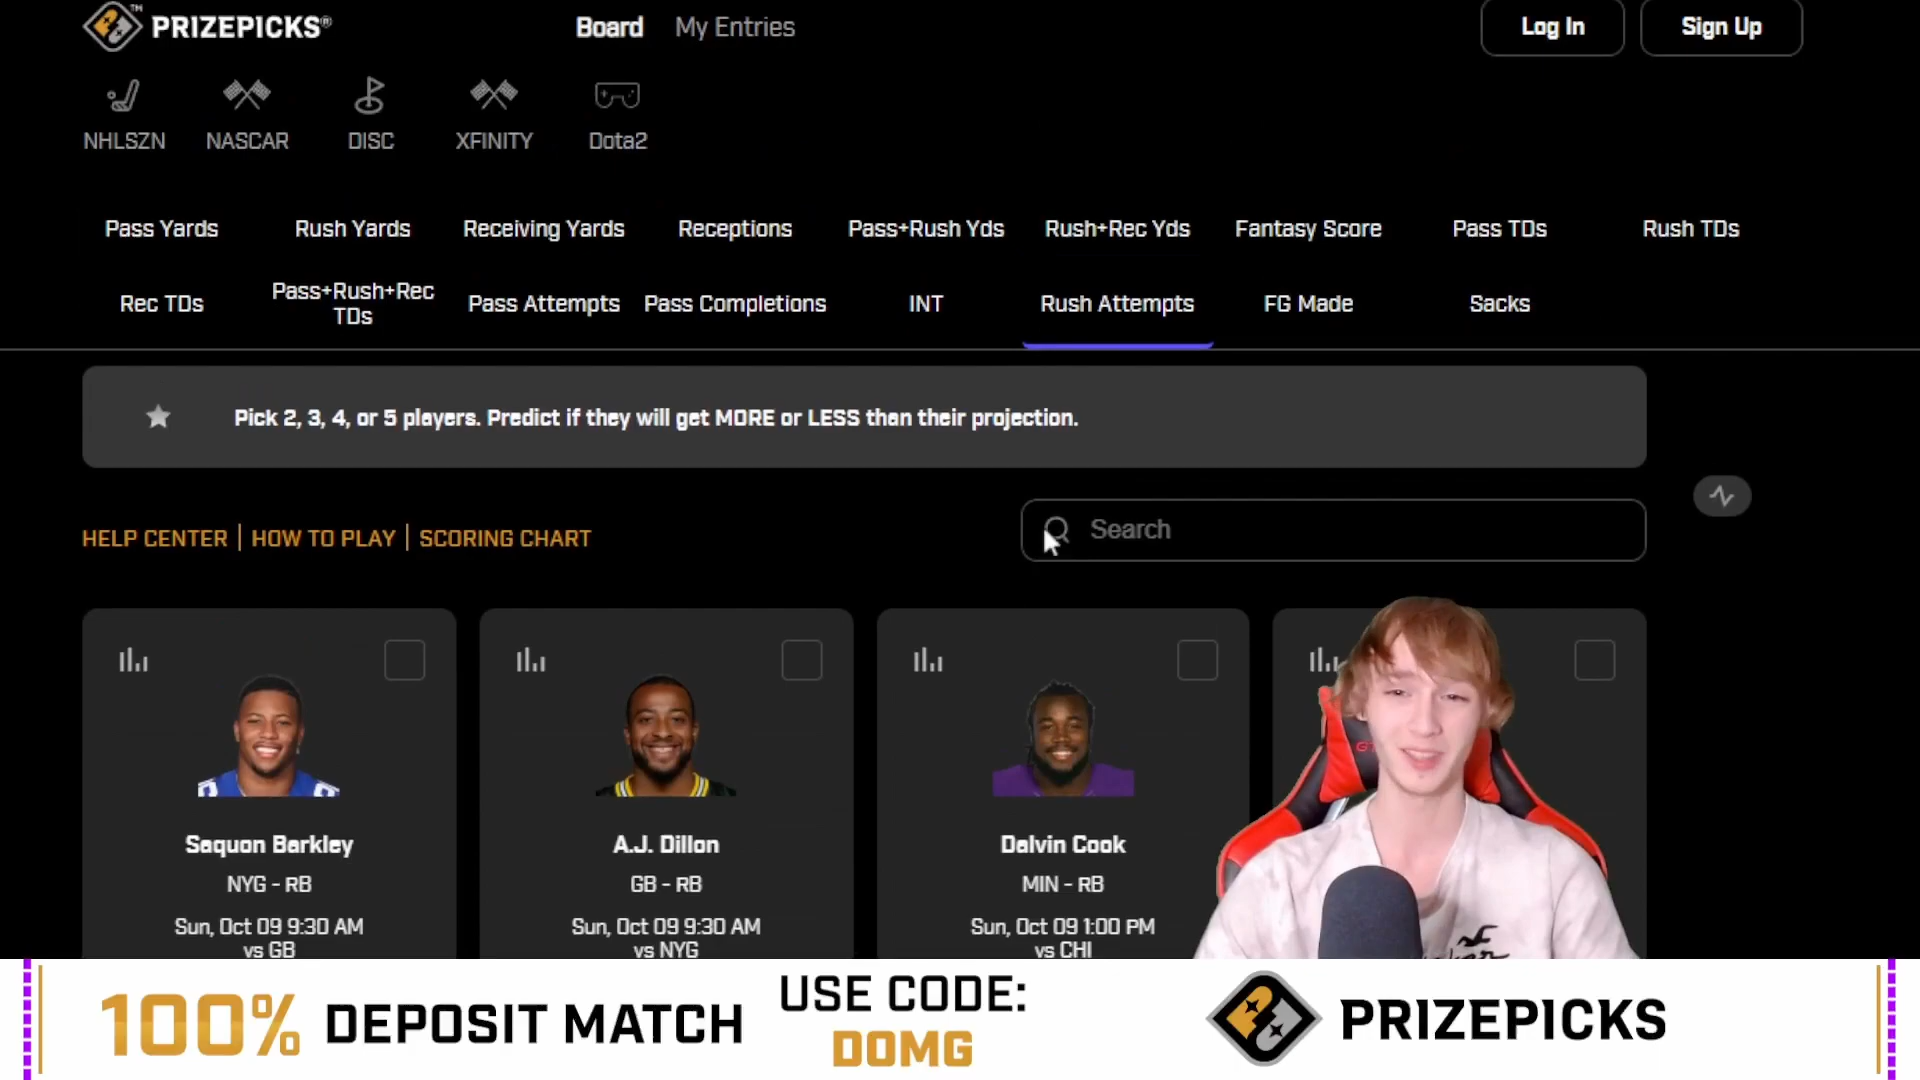 PRIZEPICKS®
Board
My Entries
Log In
Sign Up
NHLSZN
NASCAR
DISC
XFINITY
Dota2
Pass Yards
Rush Yards
Receiving Yards
Receptions
Pass+Rush Yds
Rush+Rec Yds
Fantasy Score
Pass TDs
Rush TDs
Rec TDs
Pass+Rush+Rec
TDs
Pass Attempts
Pass Completions
INT
Rush Attempts
FG Made
Sacks
Pick 2, 3, 4, or 5 players. Predict if they will get MORE or LESS than their projection.
HELP CENTER | HOW TO PLAY | SCORING CHART
Search
Saquon Barkley
NYG - RB
Sun, Oct 09 9:30 AM
vs GB
A.J. Dillon
GB - RB
Sun, Oct 09 9:30 AM
vs NYG
Dalvin Cook
MIN - RB
Sun, Oct 09 1:00 PM
vs CHI
100% DEPOSIT MATCH
USE CODE:
DOMG
PRIZEPICKS